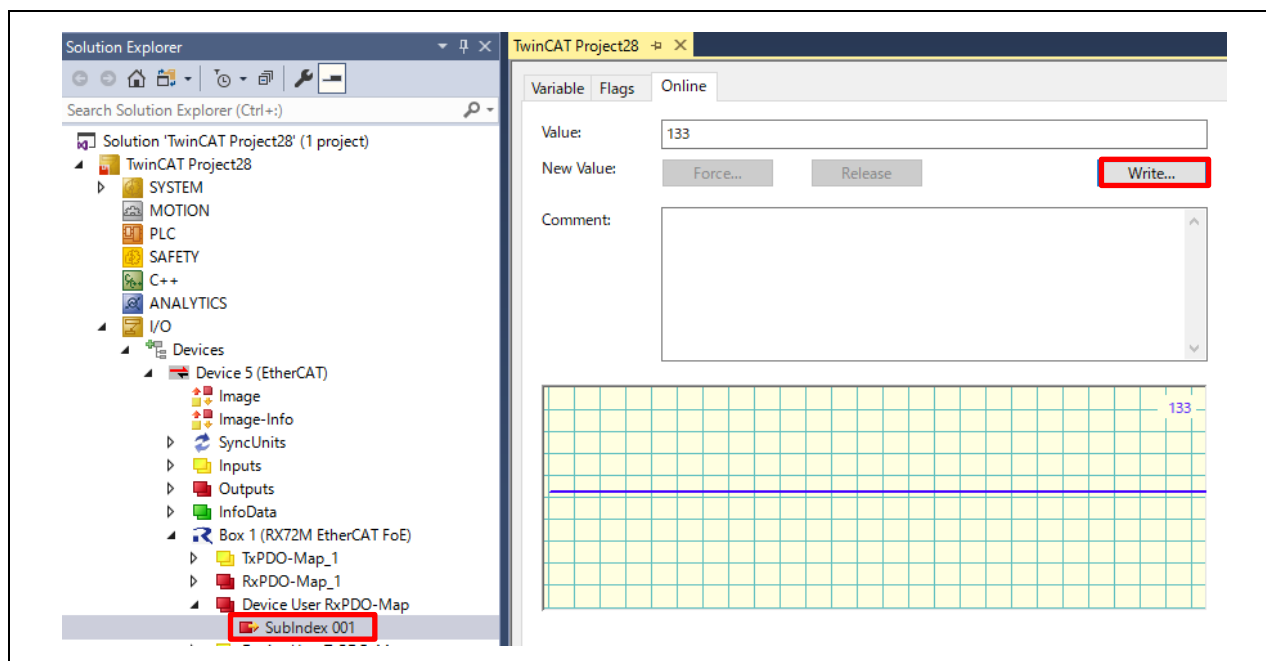 Solution Explorer
Search Solution Explorer (Ctrl+:)
Solution 'TwinCAT Project28' (1 project)
TwinCAT Project28
SYSTEM
MOTION
PLC
SAFETY
C++
ANALYTICS
I/O
Devices
Device 5 (EtherCAT)
Image
Image-Info
SyncUnits
Inputs
Outputs
InfoData
Box 1 (RX72M EtherCAT FoE)
TxPDO-Map_1
RxPDO-Map_1
Device User RxPDO-Map
SubIndex 001
TwinCAT Project28
Variable Flags Online
Value: 133
New Value: Force... Release Write...
Comment:
133